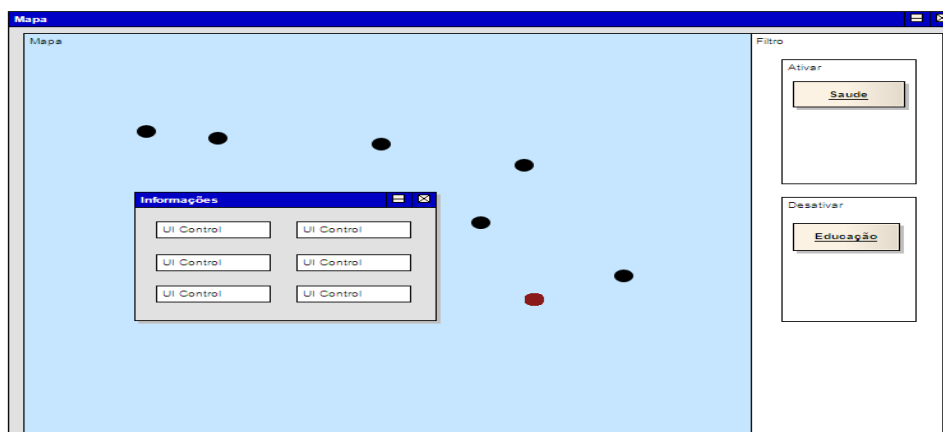 Mapa
Mapa
Informações
UI Control
UI Control
UI Control
UI Control
UI Control
UI Control
Filtro
Ativar
Saude
Desativar
Educação